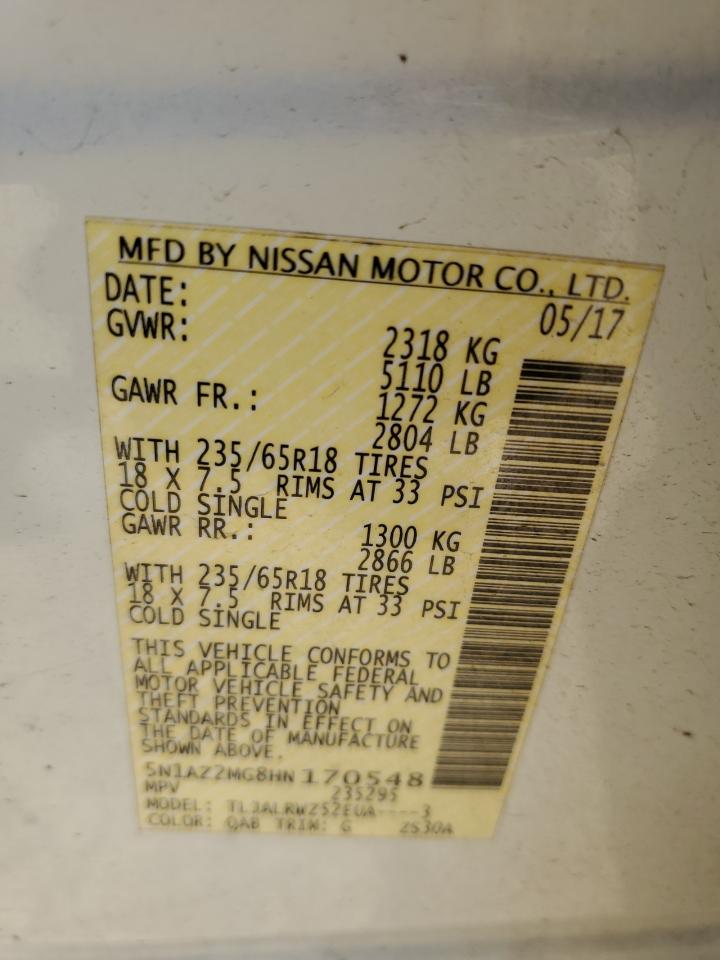 MFD BY NISSAN MOTOR CO., LTD.
DATE: 05/17
GVWR: 2318 KG
5110 LB
GAWR FR.: 1272 KG
2804 LB
WITH 235/65R18 TIRES
18 X 7.5 RIMS AT 33 PSI
COLD SINGLE
GAWR RR.: 1300 KG
2866 LB
WITH 235/65R18 TIRES
18 X 7.5 RIMS AT 33 PSI
COLD SINGLE
THIS VEHICLE CONFORMS TO
ALL APPLICABLE FEDERAL
MOTOR VEHICLE SAFETY AND
THEFT PREVENTION
STANDARDS IN EFFECT ON
THE DATE OF MANUFACTURE
SHOWN ABOVE.
5N1AZ2MG8HN170548
MPV 235295
MODEL:
COLOR: QAB TRIM: G 2530A